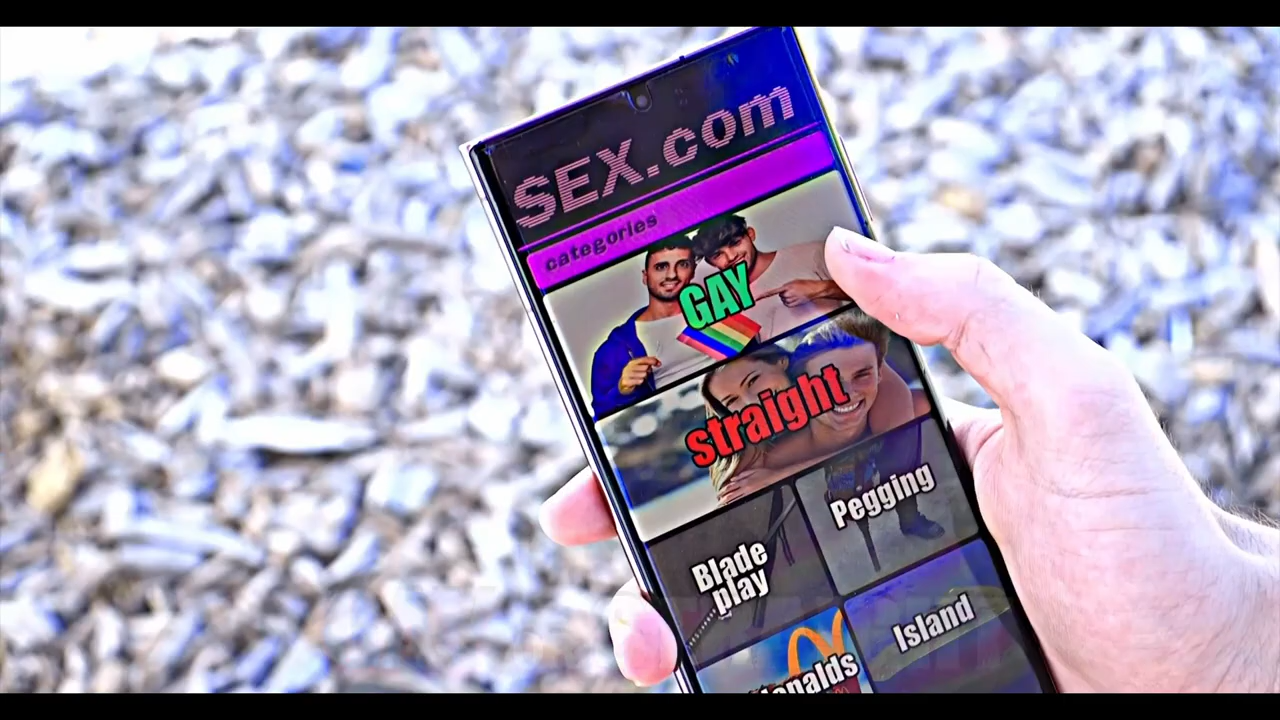 SEX.com
categories
GAY
straight
Pegging
Blade
play
Island